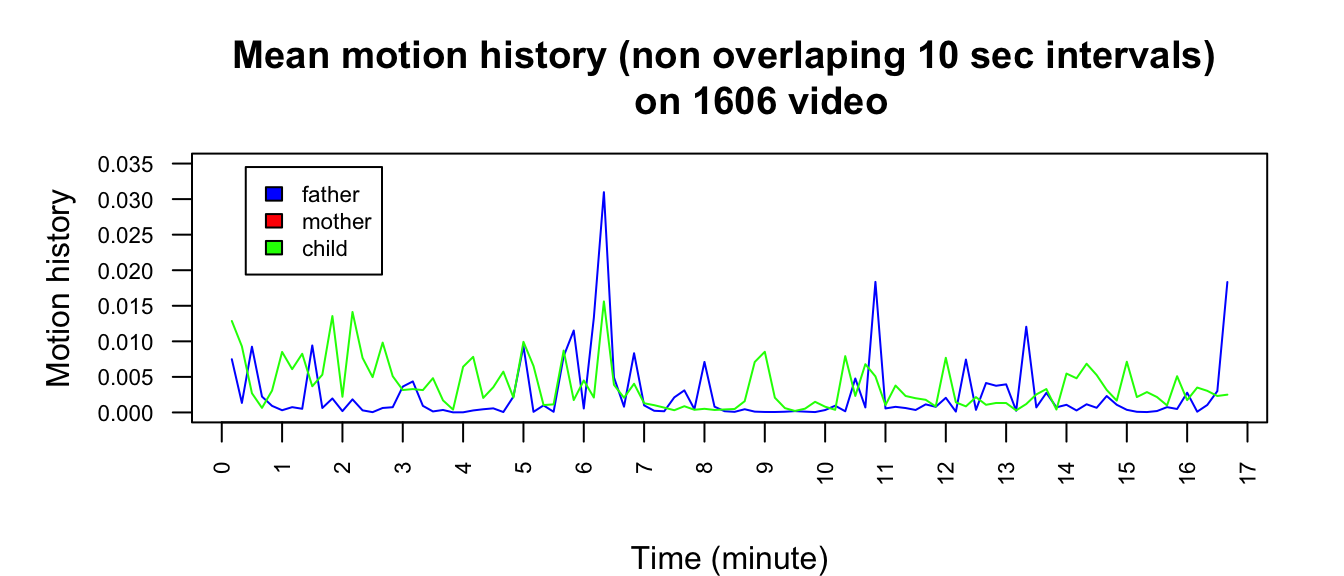 Mean motion history (non overlaping 10 sec intervals)
on 1606 video
Motion history
0.035
0.030
0.025
0.020
0.015
0.010
0.005
0.000
father
mother
child
0 1 2 3 4 5 6 7 8 9 10 11 12 13 14 15 16 17
Time (minute)